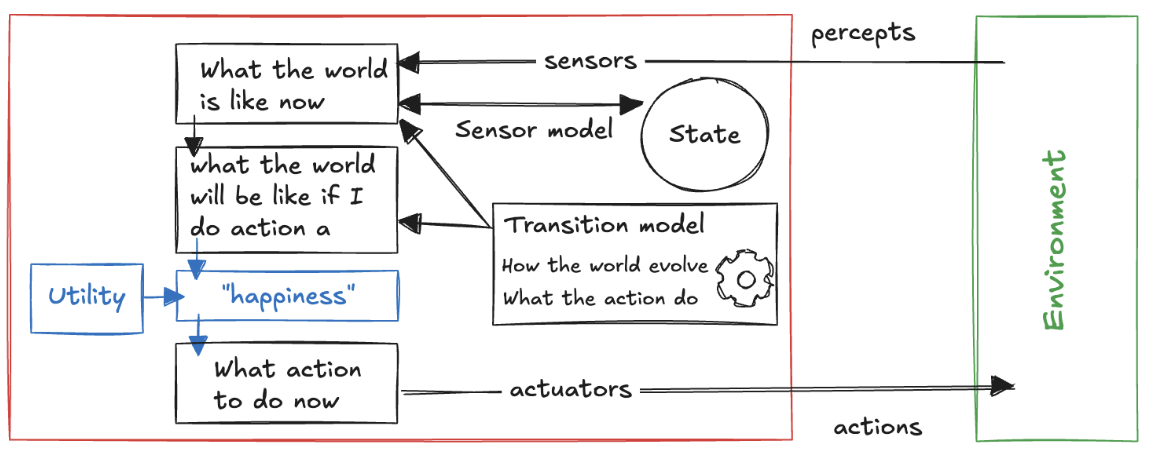 percepts
What the world
is like now
sensors
Sensor model
State
what the world
will be like if I
do action a
Transition model
How the world evolve
What the action do
Utility
"happiness"
What action
to do now
actuators
actions
Environment